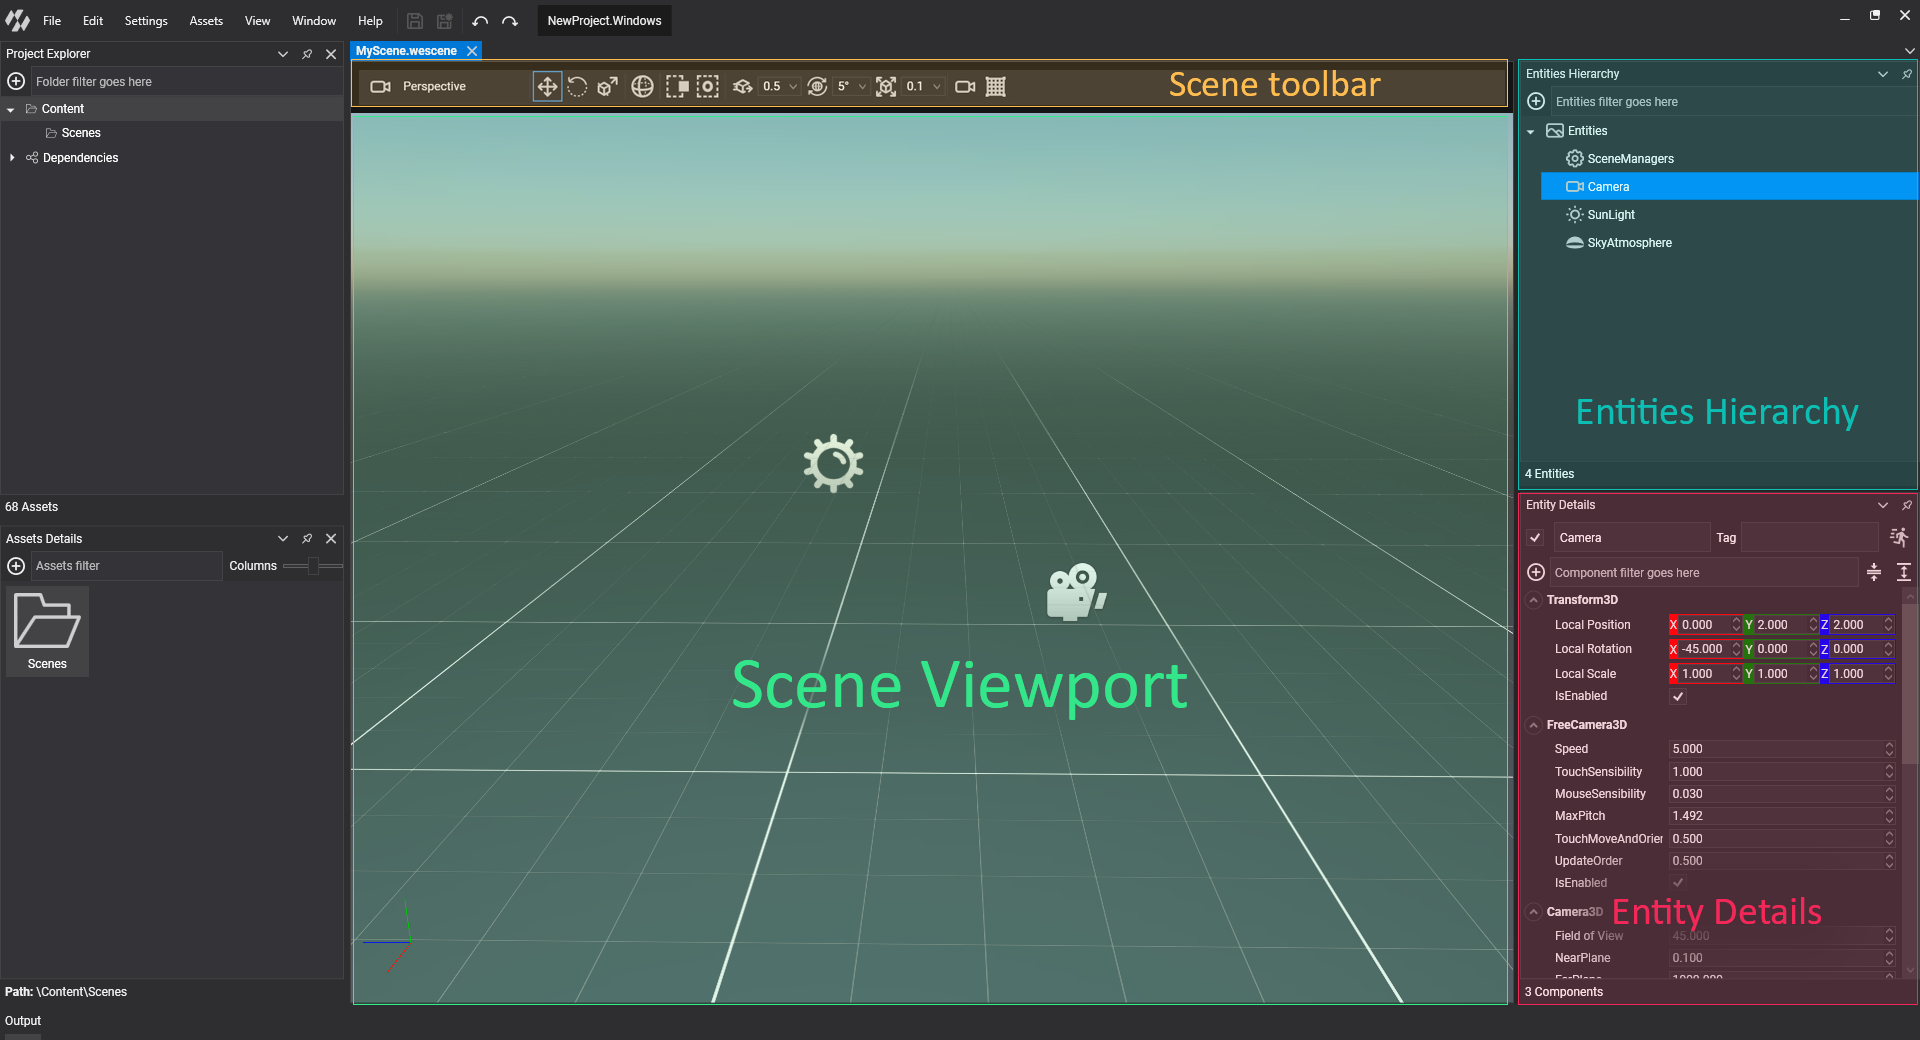 File Edit Settings Assets View Window Help NewProject.Windows
Project Explorer
Folder filter goes here
Content
Scenes
Dependencies
68 Assets
Assets Details
Assets filter Columns
Scenes
Path: \Content\Scenes
Output
MyScene.wescene
Perspective 0.5 5° 0.1 Scene toolbar
Scene Viewport
Entities Hierarchy
Entities filter goes here
Entities
SceneManagers
Camera
SunLight
SkyAtmosphere
Entities Hierarchy
4 Entities
Entity Details
Camera Tag
Component filter goes here
Transform3D
Local Position X 0.000 Y 2.000 Z 2.000
Local Rotation X -45.000 Y 0.000 Z 0.000
Local Scale X 1.000 Y 1.000 Z 1.000
IsEnabled
FreeCamera3D
Speed 5.000
TouchSensibility 1.000
MouseSensibility 0.030
MaxPitch 1.492
TouchMoveAndOrier 0.500
UpdateOrder 0.500
IsEnabled
Camera3D Entity Details
Field of View 45.000
NearPlane 0.100
3 Components